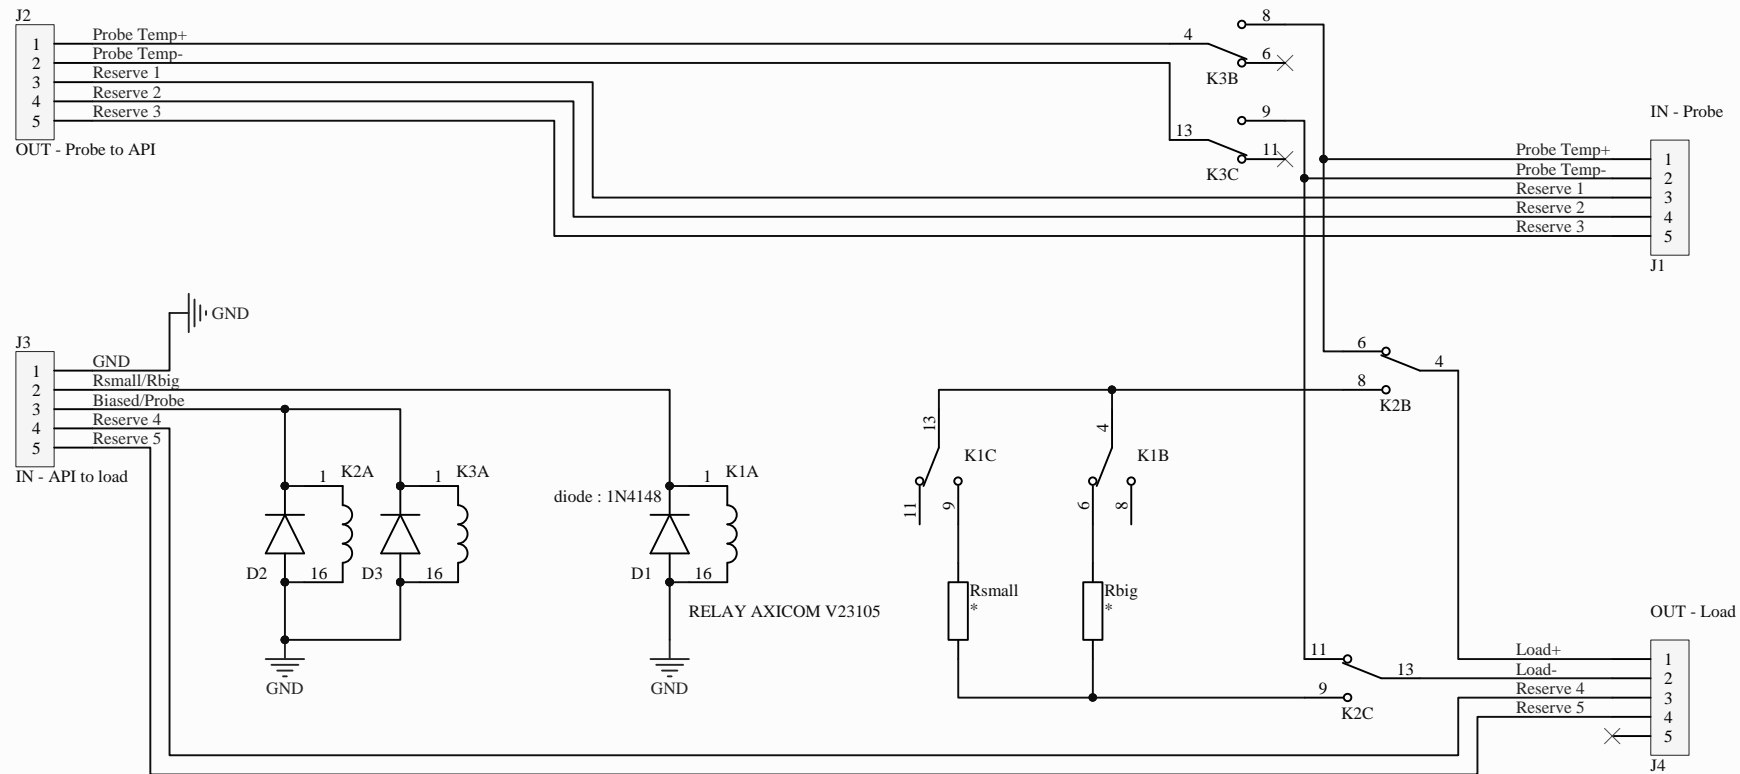 J2
1
2
3
4
5
Probe Temp+
Probe Temp-
Reserve 1
Reserve 2
Reserve 3
OUT - Probe to API
4
8
6
K3B
13
9
11
K3C
IN - Probe
Probe Temp+
Probe Temp-
Reserve 1
Reserve 2
Reserve 3
1
2
3
4
5
J1
GND
J3
1
2
3
4
5
GND
Rsmall/Rbig
Biased/Probe
Reserve 4
Reserve 5
IN - API to load
1
K2A
16
D2
1
K3A
16
D3
GND
diode : 1N4148
1
K1A
16
D1
GND
RELAY AXICOM V23105
13
K1C
11
9
4
K1B
6
8
Rsmall
*
Rbig
*
6
4
8
K2B
11
13
9
K2C
OUT - Load
Load+
Load-
Reserve 4
Reserve 5
1
2
3
4
5
J4